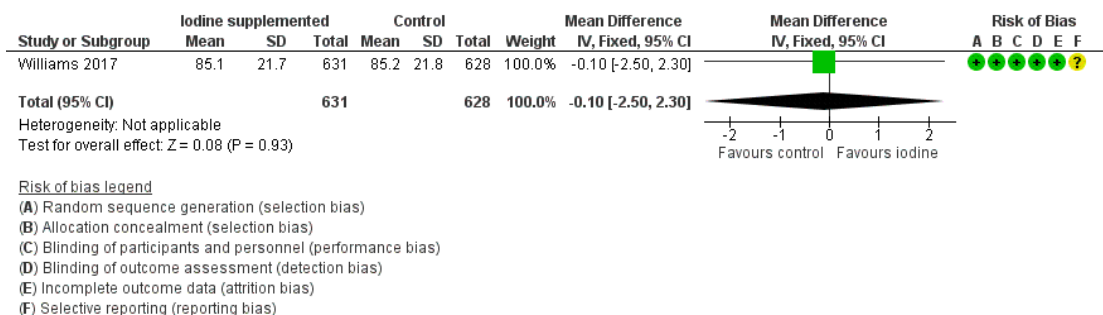 Iodine supplemented Control Mean Difference Mean Difference Risk of Bias
Study or Subgroup Mean SD Total Mean SD Total Weight IV, Fixed, 95% CI IV, Fixed, 95% CI A B C D E F
Williams 2017 85.1 21.7 631 85.2 21.8 628 100.0% -0.10 [-2.50, 2.30] + + + + + ?
Total (95% CI) 631 628 100.0% -0.10 [-2.50, 2.30]
Heterogeneity: Not applicable
Test for overall effect: Z = 0.08 (P = 0.93)
-2 -1 0 1 2
Favours control Favours iodine
Risk of bias legend
(A) Random sequence generation (selection bias)
(B) Allocation concealment (selection bias)
(C) Blinding of participants and personnel (performance bias)
(D) Blinding of outcome assessment (detection bias)
(E) Incomplete outcome data (attrition bias)
(F) Selective reporting (reporting bias)